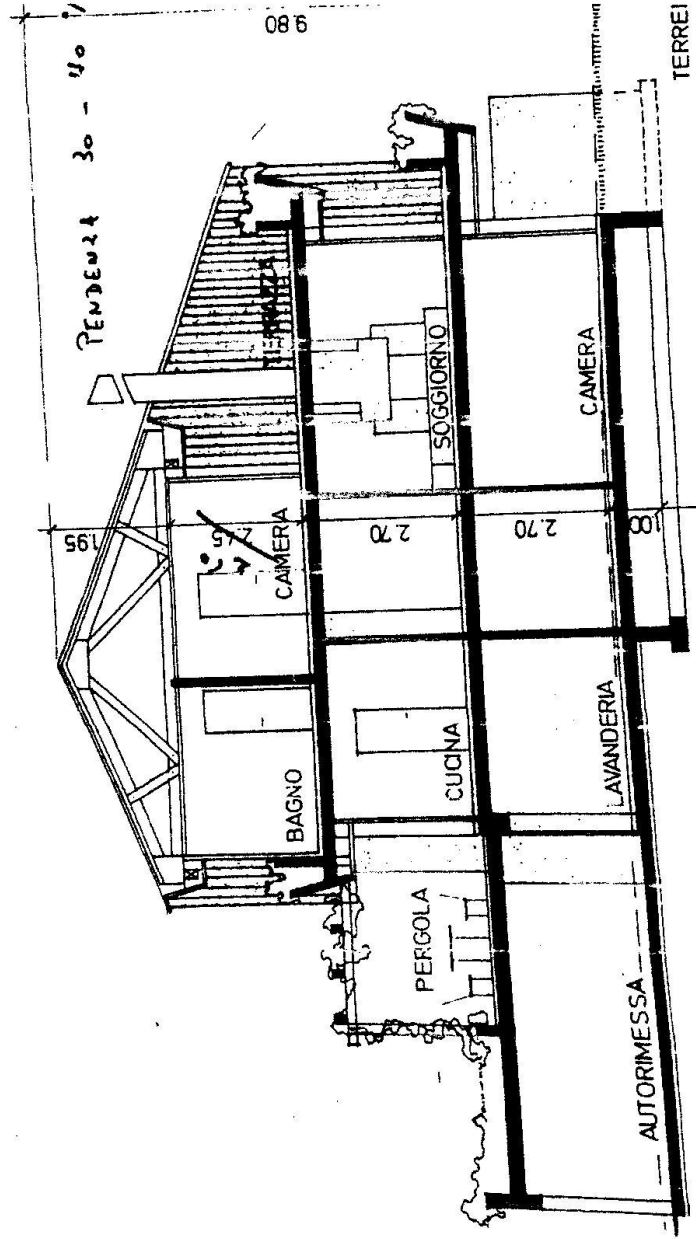 PENDENZA 30 - 40 %
9.80
1.95
TERRAZZA
2.45
BAGNO
CAMERA
2.70
CUCINA
SOGGIORNO
PERGOLA
2.70
LAVANDERIA
CAMERA
1.00
AUTORIMESSA
TERREI